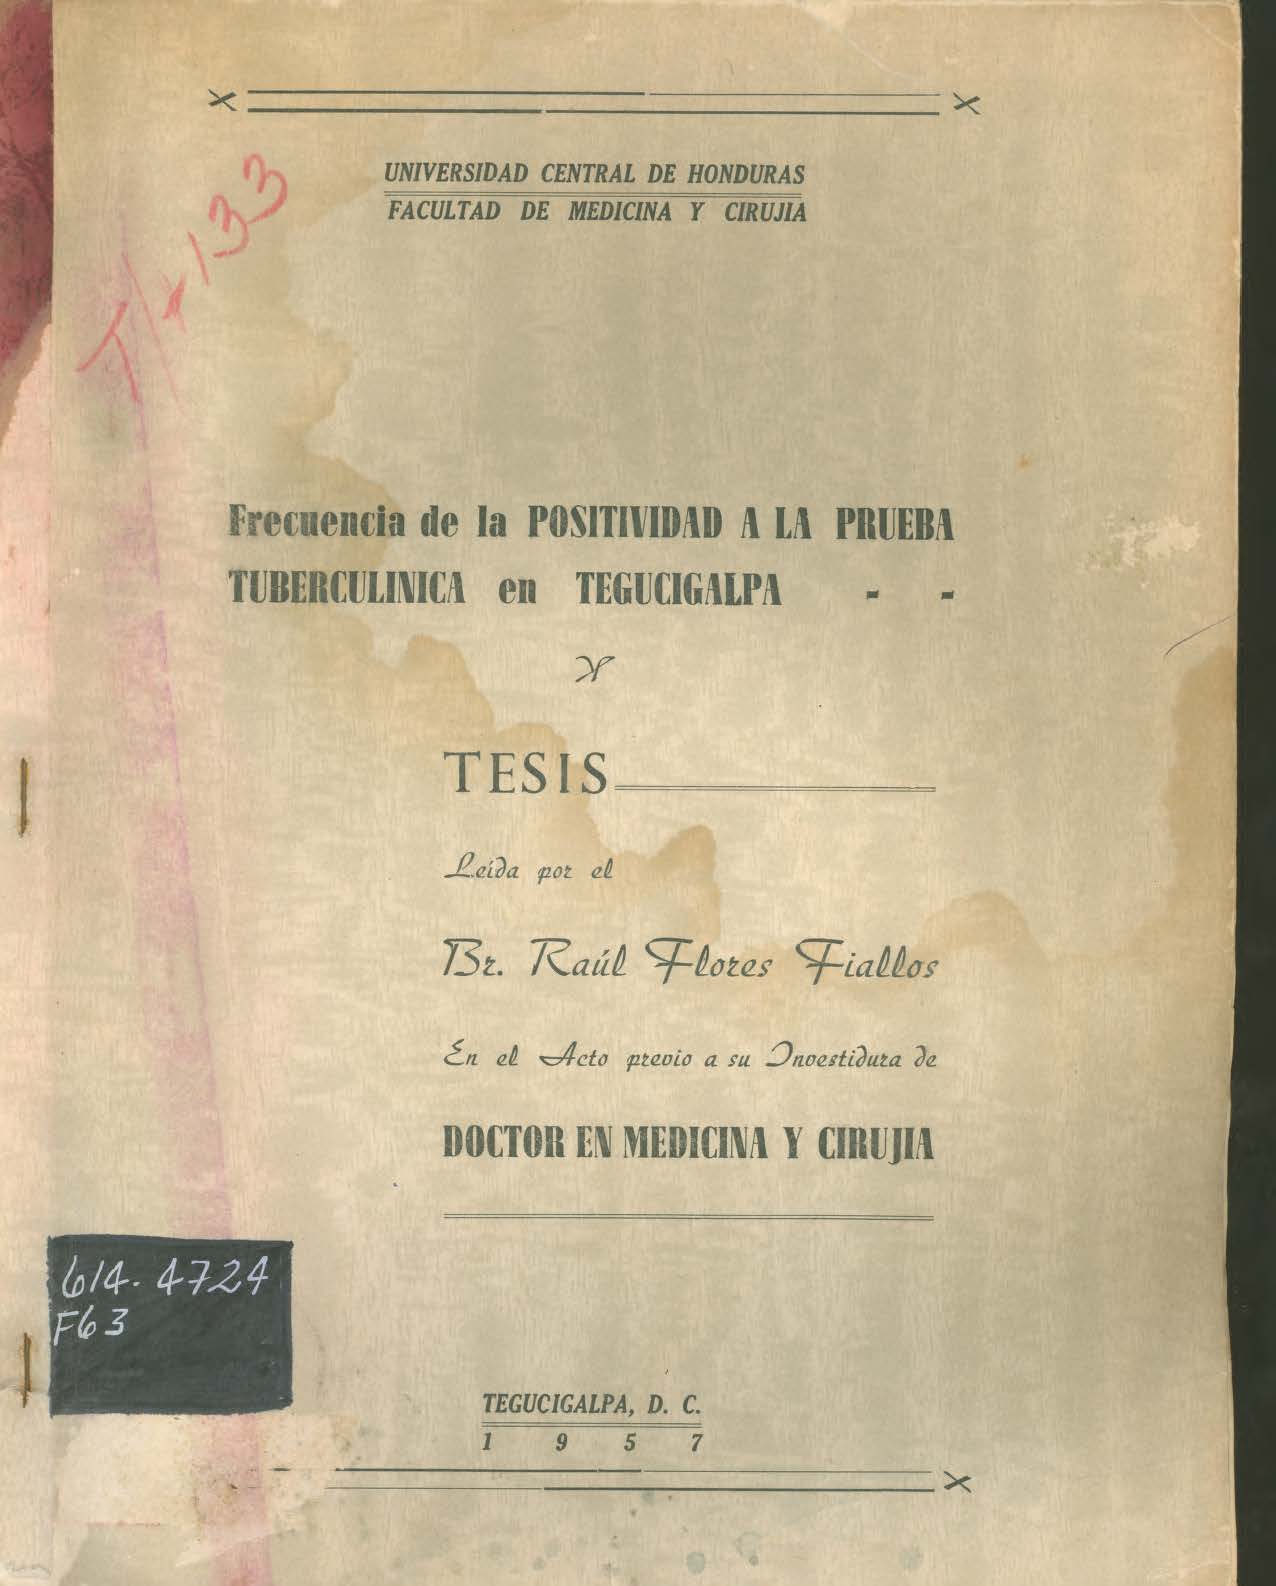 T/x 133
UNIVERSIDAD CENTRAL DE HONDURAS
FACULTAD DE MEDICINA Y CIRUJIA
Frecuencia de la POSITIVIDAD A LA PRUEBA
TUBERCULINICA en TEGUCIGALPA - -
TESIS
Leída por el
Br. Raúl Flores Fiallos
En el Acto previo a su Investidura de
DOCTOR EN MEDICINA Y CIRUJIA
614.4724
F63
TEGUCIGALPA, D. C.
1 9 5 7